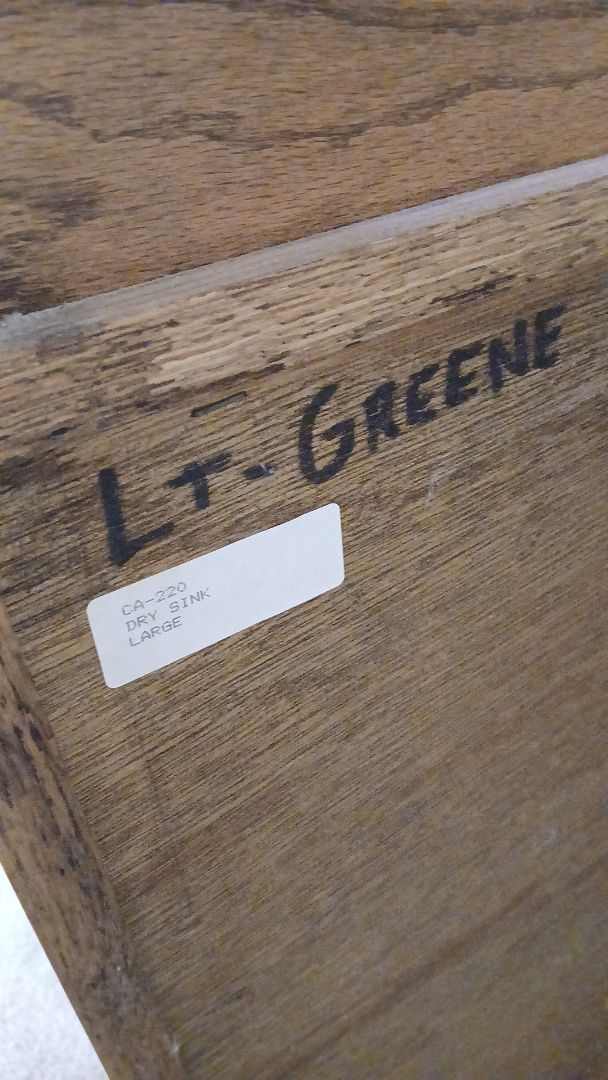 LT-GREENE
CA-220
DRY SINK
LARGE